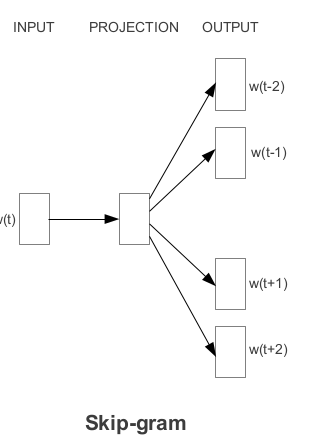 INPUT PROJECTION OUTPUT
w(t-2)
w(t-1)
(t)
w(t+1)
w(t+2)
Skip-gram